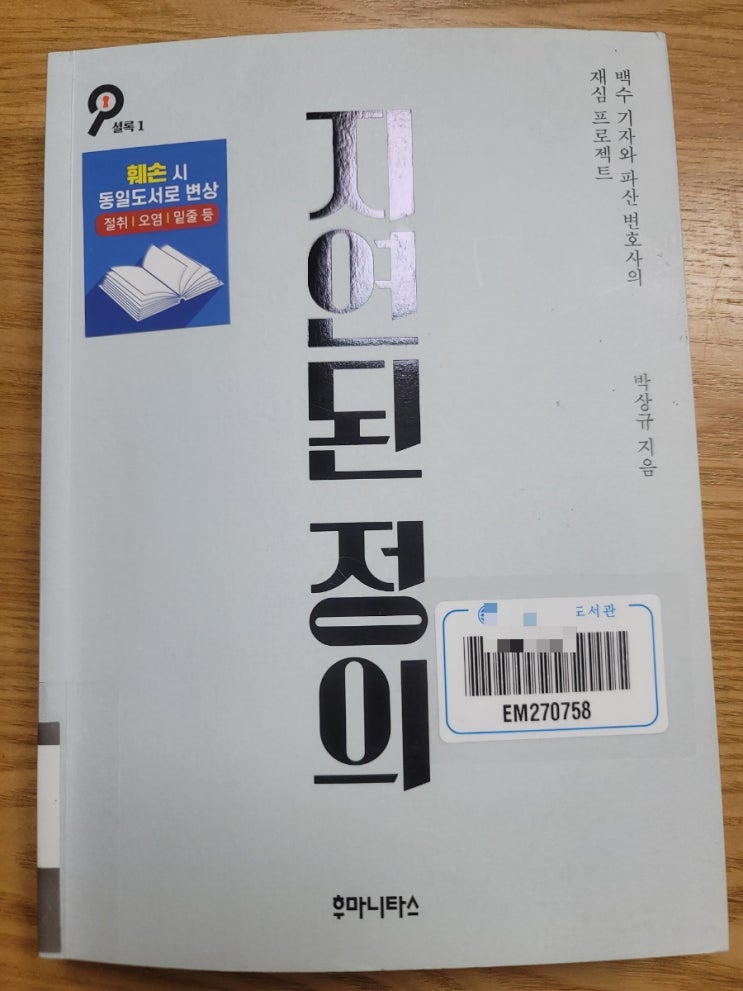 셜록 1
훼손 시
동일도서로 변상
절취 | 오염 | 밑줄 등
지연된 정의
백수 기자와 파산 변호사의
재심 프로젝트
박상규 지음
도서관
EM270758
후마니타스